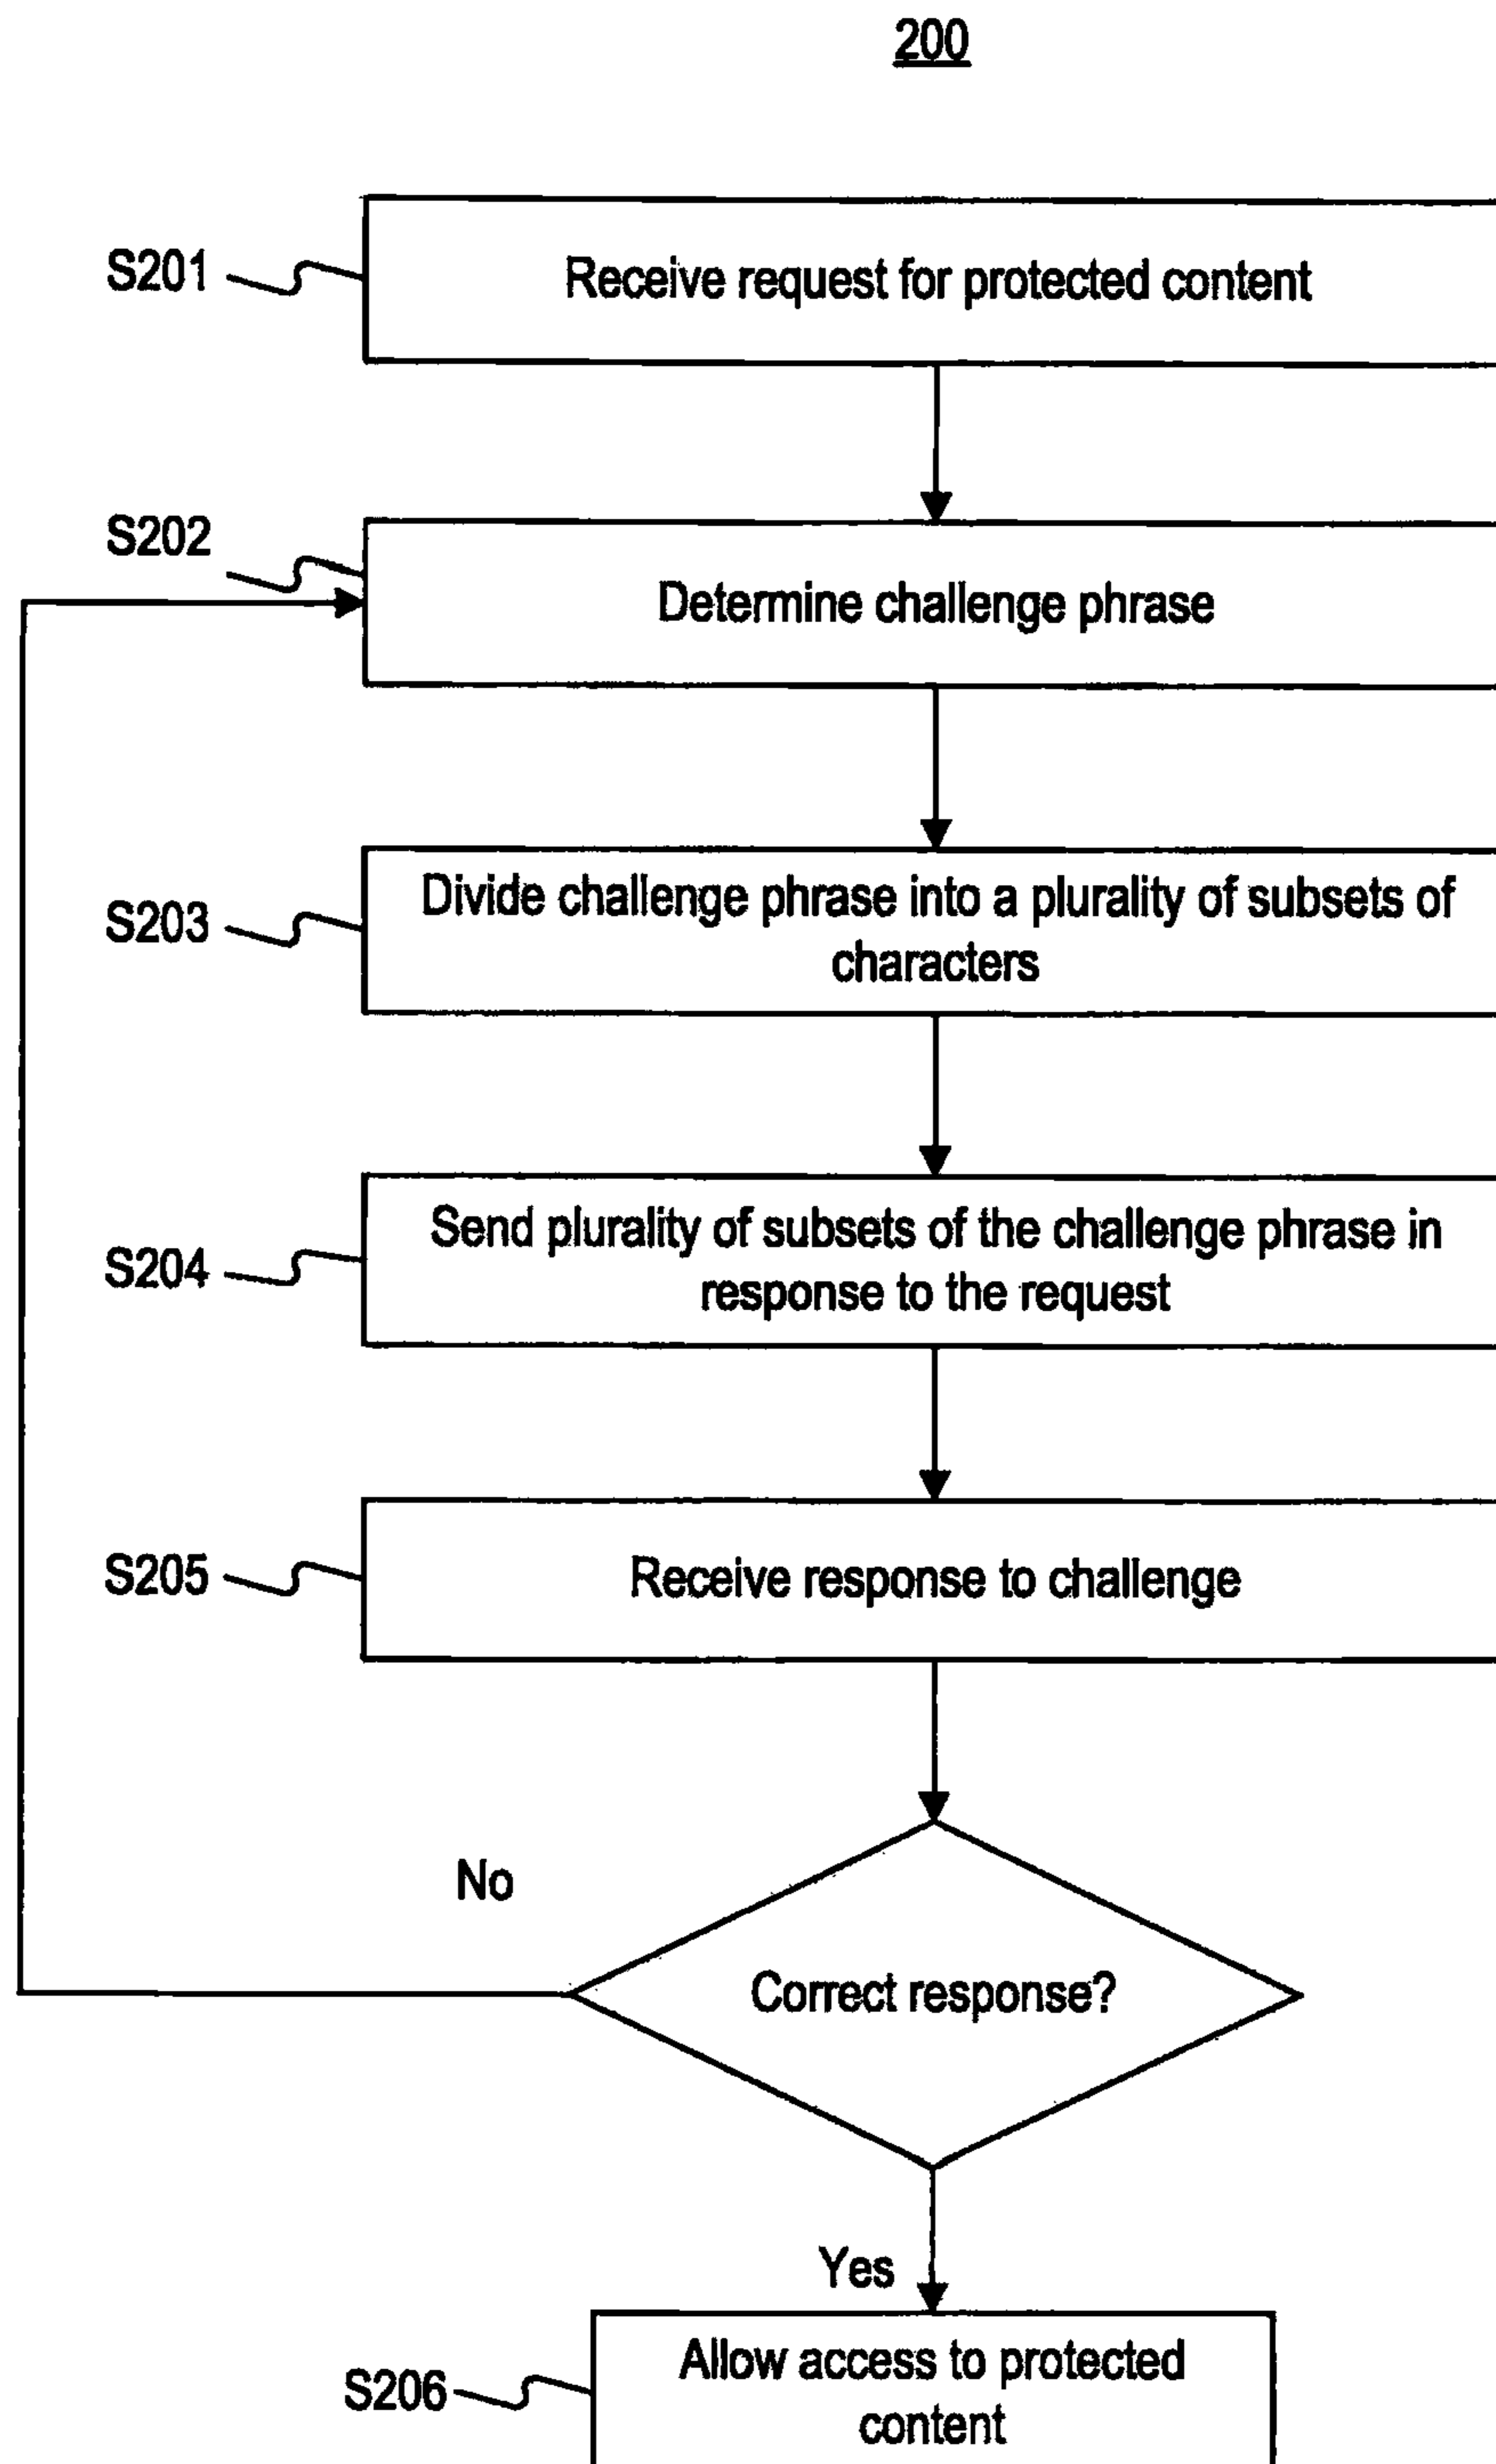 200
S201
Receive request for protected content
S202
Determine challenge phrase
S203
Divide challenge phrase into a plurality of subsets of
characters
S204
Send plurality of subsets of the challenge phrase in
response to the request
S205
Receive response to challenge
No
Correct response?
Yes
S206
Allow access to protected
content